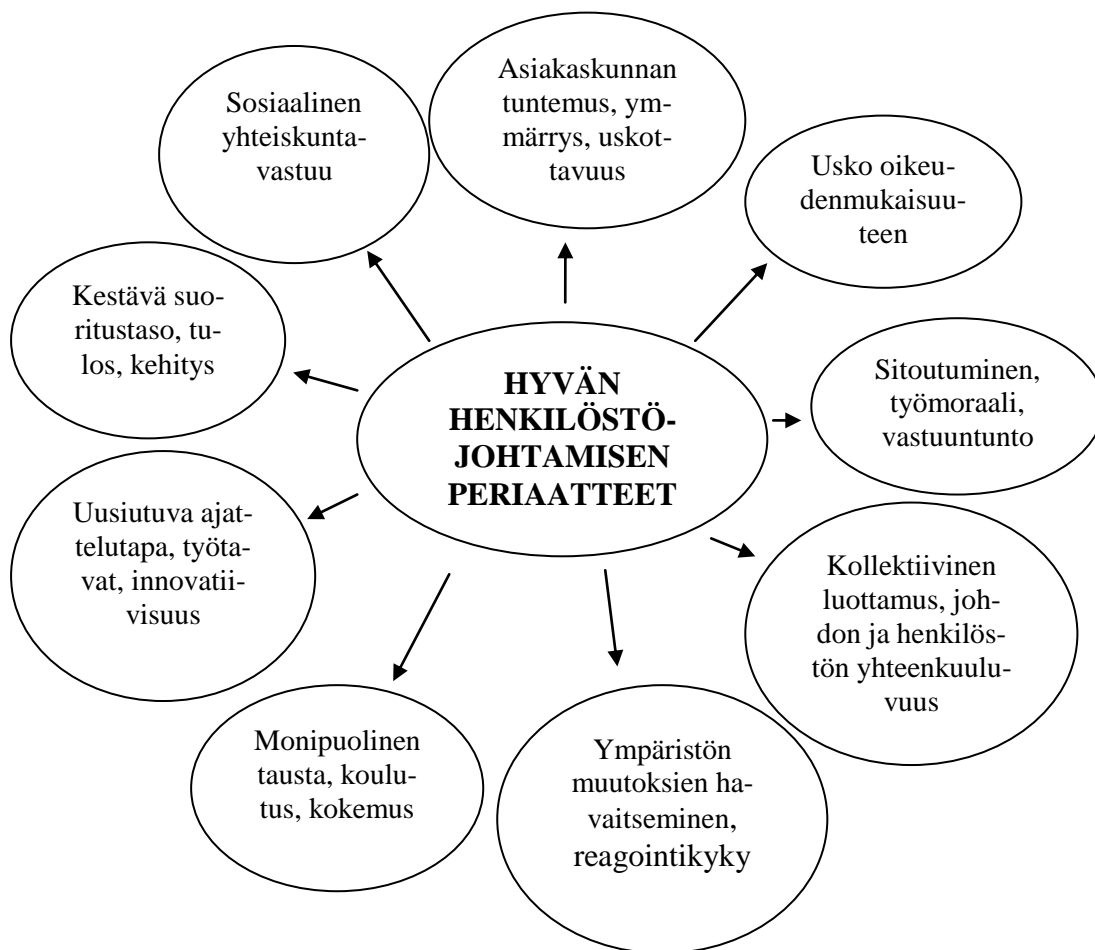 Asiakaskunnan
tuntemus, ym-
märrys, uskot-
tavuus
Sosiaalinen
yhteiskunta-
vastuu
Usko oikeu-
denmukaisuu-
teen
Kestävä suo-
ritustaso, tu-
los, kehitys
HYVÄN
HENKILÖSTÖ-
JOHTAMISEN
PERIAATTEET
Sitoutuminen,
työmoraali,
vastuuntunto
Uusiutuva ajat-
telutapa, työta-
vat, innovatii-
visuus
Kollektiivinen
luottamus, joh-
don ja henkilös-
tön yhteenkuulu-
vuus
Monipuolinen
tausta, koulu-
tus, kokemus
Ympäristön
muutoksien ha-
vaitseminen,
reagointikyky